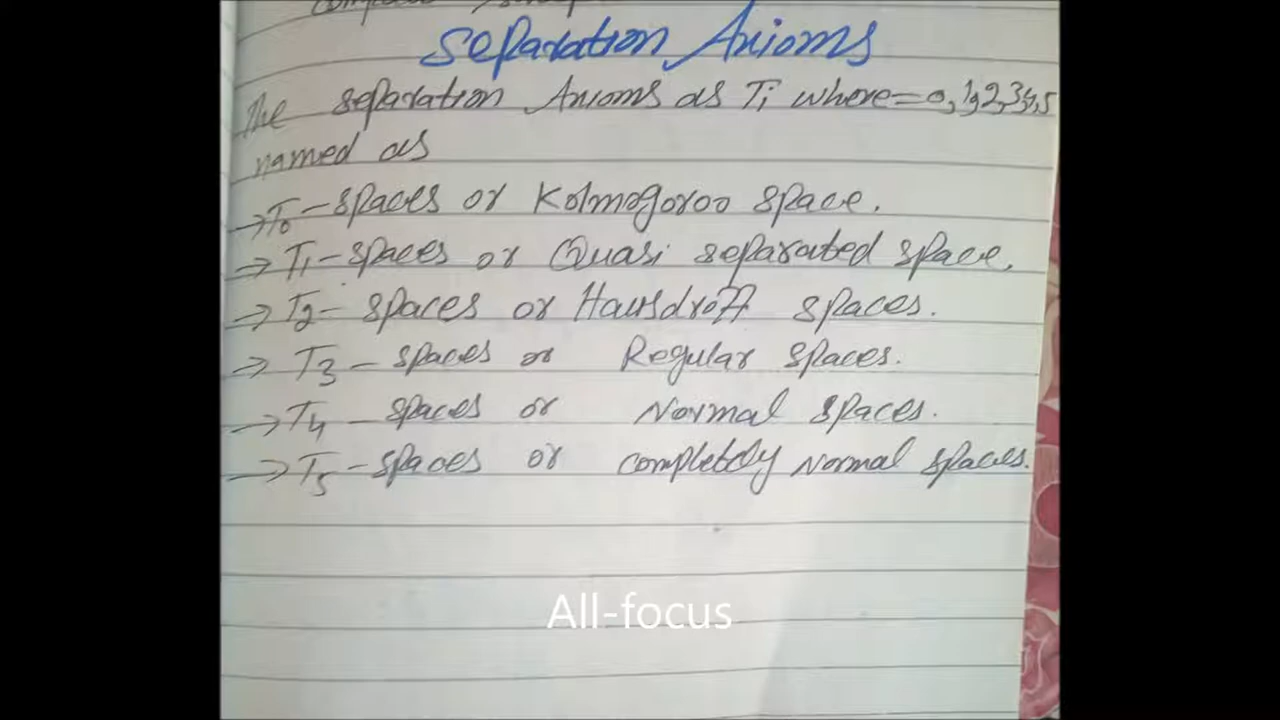 Separation Axioms
The separation Axioms as Ti where=0,1,2,3,4,5
named as
→T0-spaces or Kolmogoroo space.
→ T1-spaces or Quasi separated space.
→ T2- spaces or Hausdroff spaces.
→ T3 - spaces or Regular spaces.
→ T4 - spaces or Normal spaces.
→ T5 - spaces or completely Normal spaces.
All-focus